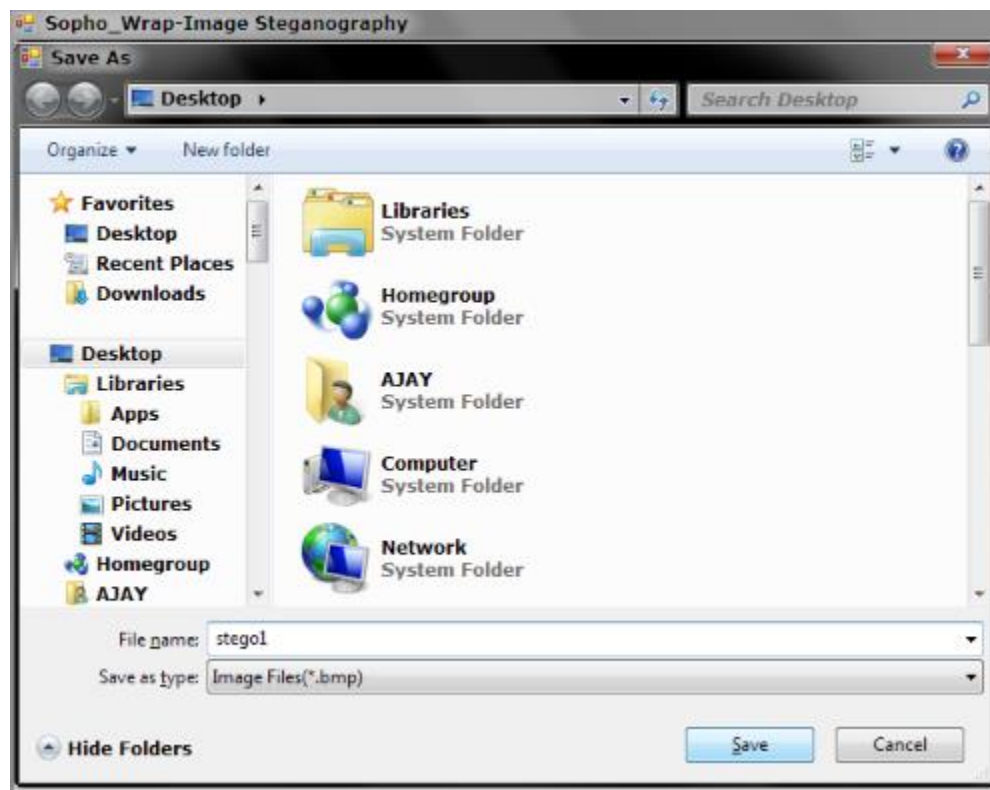 Sopho_Wrap-Image Steganography
Save As
Desktop
Search Desktop
Organize
New folder
Favorites
Desktop
Recent Places
Downloads
Desktop
Libraries
Apps
Documents
Music
Pictures
Videos
Homegroup
AJAY
Libraries
System Folder
Homegroup
System Folder
AJAY
System Folder
Computer
System Folder
Network
System Folder
File name: stego1
Save as type: Image Files(*.bmp)
Hide Folders
Save
Cancel